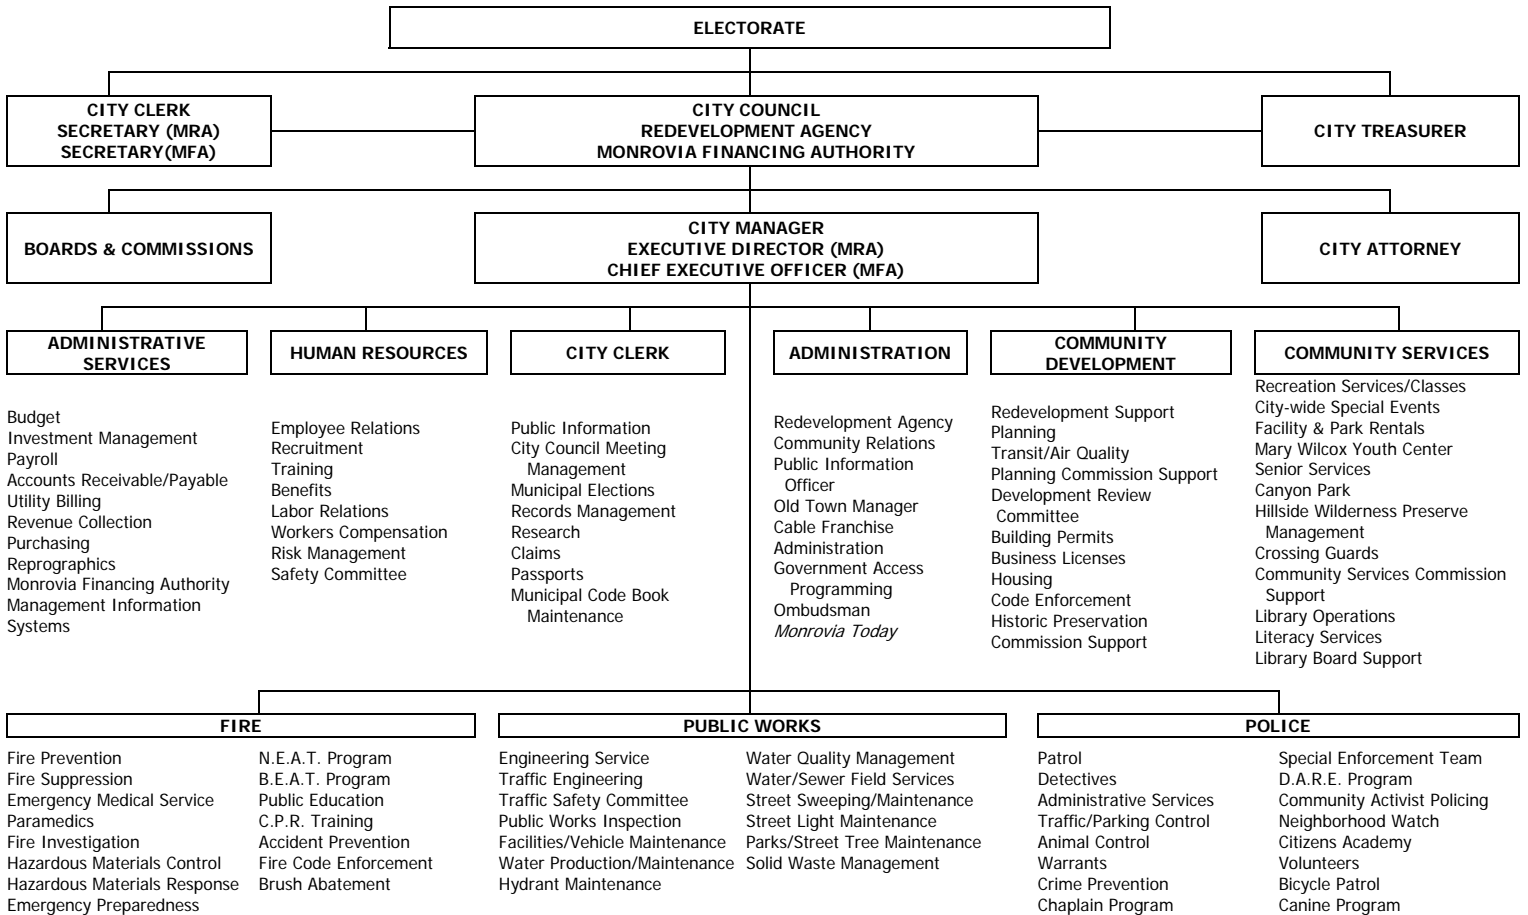 ELECTORATE
CITY CLERK
SECRETARY (MRA)
SECRETARY(MFA)
CITY COUNCIL
REDEVELOPMENT AGENCY
MONROVIA FINANCING AUTHORITY
CITY TREASURER
BOARDS & COMMISSIONS
CITY MANAGER
EXECUTIVE DIRECTOR (MRA)
CHIEF EXECUTIVE OFFICER (MFA)
CITY ATTORNEY
ADMINISTRATIVE
SERVICES
Budget
Investment Management
Payroll
Accounts Receivable/Payable
Utility Billing
Revenue Collection
Purchasing
Reprographics
Monrovia Financing Authority
Management Information
Systems
HUMAN RESOURCES
Employee Relations
Recruitment
Training
Benefits
Labor Relations
Workers Compensation
Risk Management
Safety Committee
CITY CLERK
Public Information
City Council Meeting
Management
Municipal Elections
Records Management
Research
Claims
Passports
Municipal Code Book
Maintenance
ADMINISTRATION
Redevelopment Agency
Community Relations
Public Information
Officer
Old Town Manager
Cable Franchise
Administration
Government Access
Programming
Ombudsman
Monrovia Today
COMMUNITY
DEVELOPMENT
Redevelopment Support
Planning
Transit/Air Quality
Planning Commission Support
Development Review
Committee
Building Permits
Business Licenses
Housing
Code Enforcement
Historic Preservation
Commission Support
COMMUNITY SERVICES
Recreation Services/Classes
City-wide Special Events
Facility & Park Rentals
Mary Wilcox Youth Center
Senior Services
Canyon Park
Hillside Wilderness Preserve
Management
Crossing Guards
Community Services Commission
Support
Library Operations
Literacy Services
Library Board Support
FIRE
Fire Prevention
Fire Suppression
Emergency Medical Service
Paramedics
Fire Investigation
Hazardous Materials Control
Hazardous Materials Response
Emergency Preparedness
N.E.A.T. Program
B.E.A.T. Program
Public Education
C.P.R. Training
Accident Prevention
Fire Code Enforcement
Brush Abatement
PUBLIC WORKS
Engineering Service
Traffic Engineering
Traffic Safety Committee
Public Works Inspection
Facilities/Vehicle Maintenance
Water Production/Maintenance
Hydrant Maintenance
Water Quality Management
Water/Sewer Field Services
Street Sweeping/Maintenance
Street Light Maintenance
Parks/Street Tree Maintenance
Solid Waste Management
POLICE
Patrol
Detectives
Administrative Services
Traffic/Parking Control
Animal Control
Warrants
Crime Prevention
Chaplain Program
Special Enforcement Team
D.A.R.E. Program
Community Activist Policing
Neighborhood Watch
Citizens Academy
Volunteers
Bicycle Patrol
Canine Program